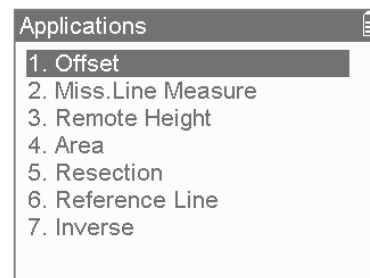 Applications
1. Offset
2. Miss.Line Measure
3. Remote Height
4. Area
5. Resection
6. Reference Line
7. Inverse